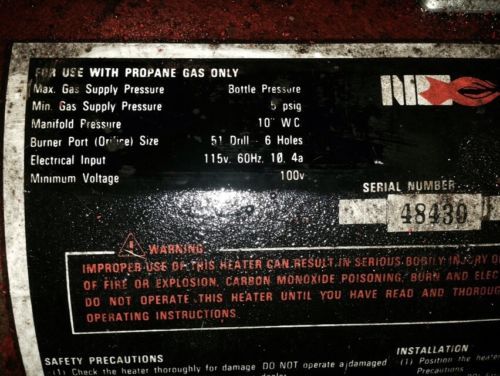 FOR USE WITH PROPANE GAS ONLY
Max. Gas Supply Pressure Bottle Pressure
Min. Gas Supply Pressure 5 psig
Manifold Pressure 10" W C
Burner Port (Orifice) Size 51 Drill - 6 Holes
Electrical Input 115v. 60Hz, 10.4a
Minimum Voltage 100v
SERIAL NUMBER
48430
WARNING
IMPROPER USE OF THIS HEATER CAN RESULT IN SERIOUS BODILY INJURY
OF FIRE OR EXPLOSION, CARBON MONOXIDE POISONING, BURN AND ELEC
DO NOT OPERATE THIS HEATER UNTIL YOU HAVE READ AND THOROUG
OPERATING INSTRUCTIONS.
SAFETY PRECAUTIONS
(1) Check the heater thoroughly for damage DO NOT operate a damaged
INSTALLATION
(1) Position the heater
Precautions